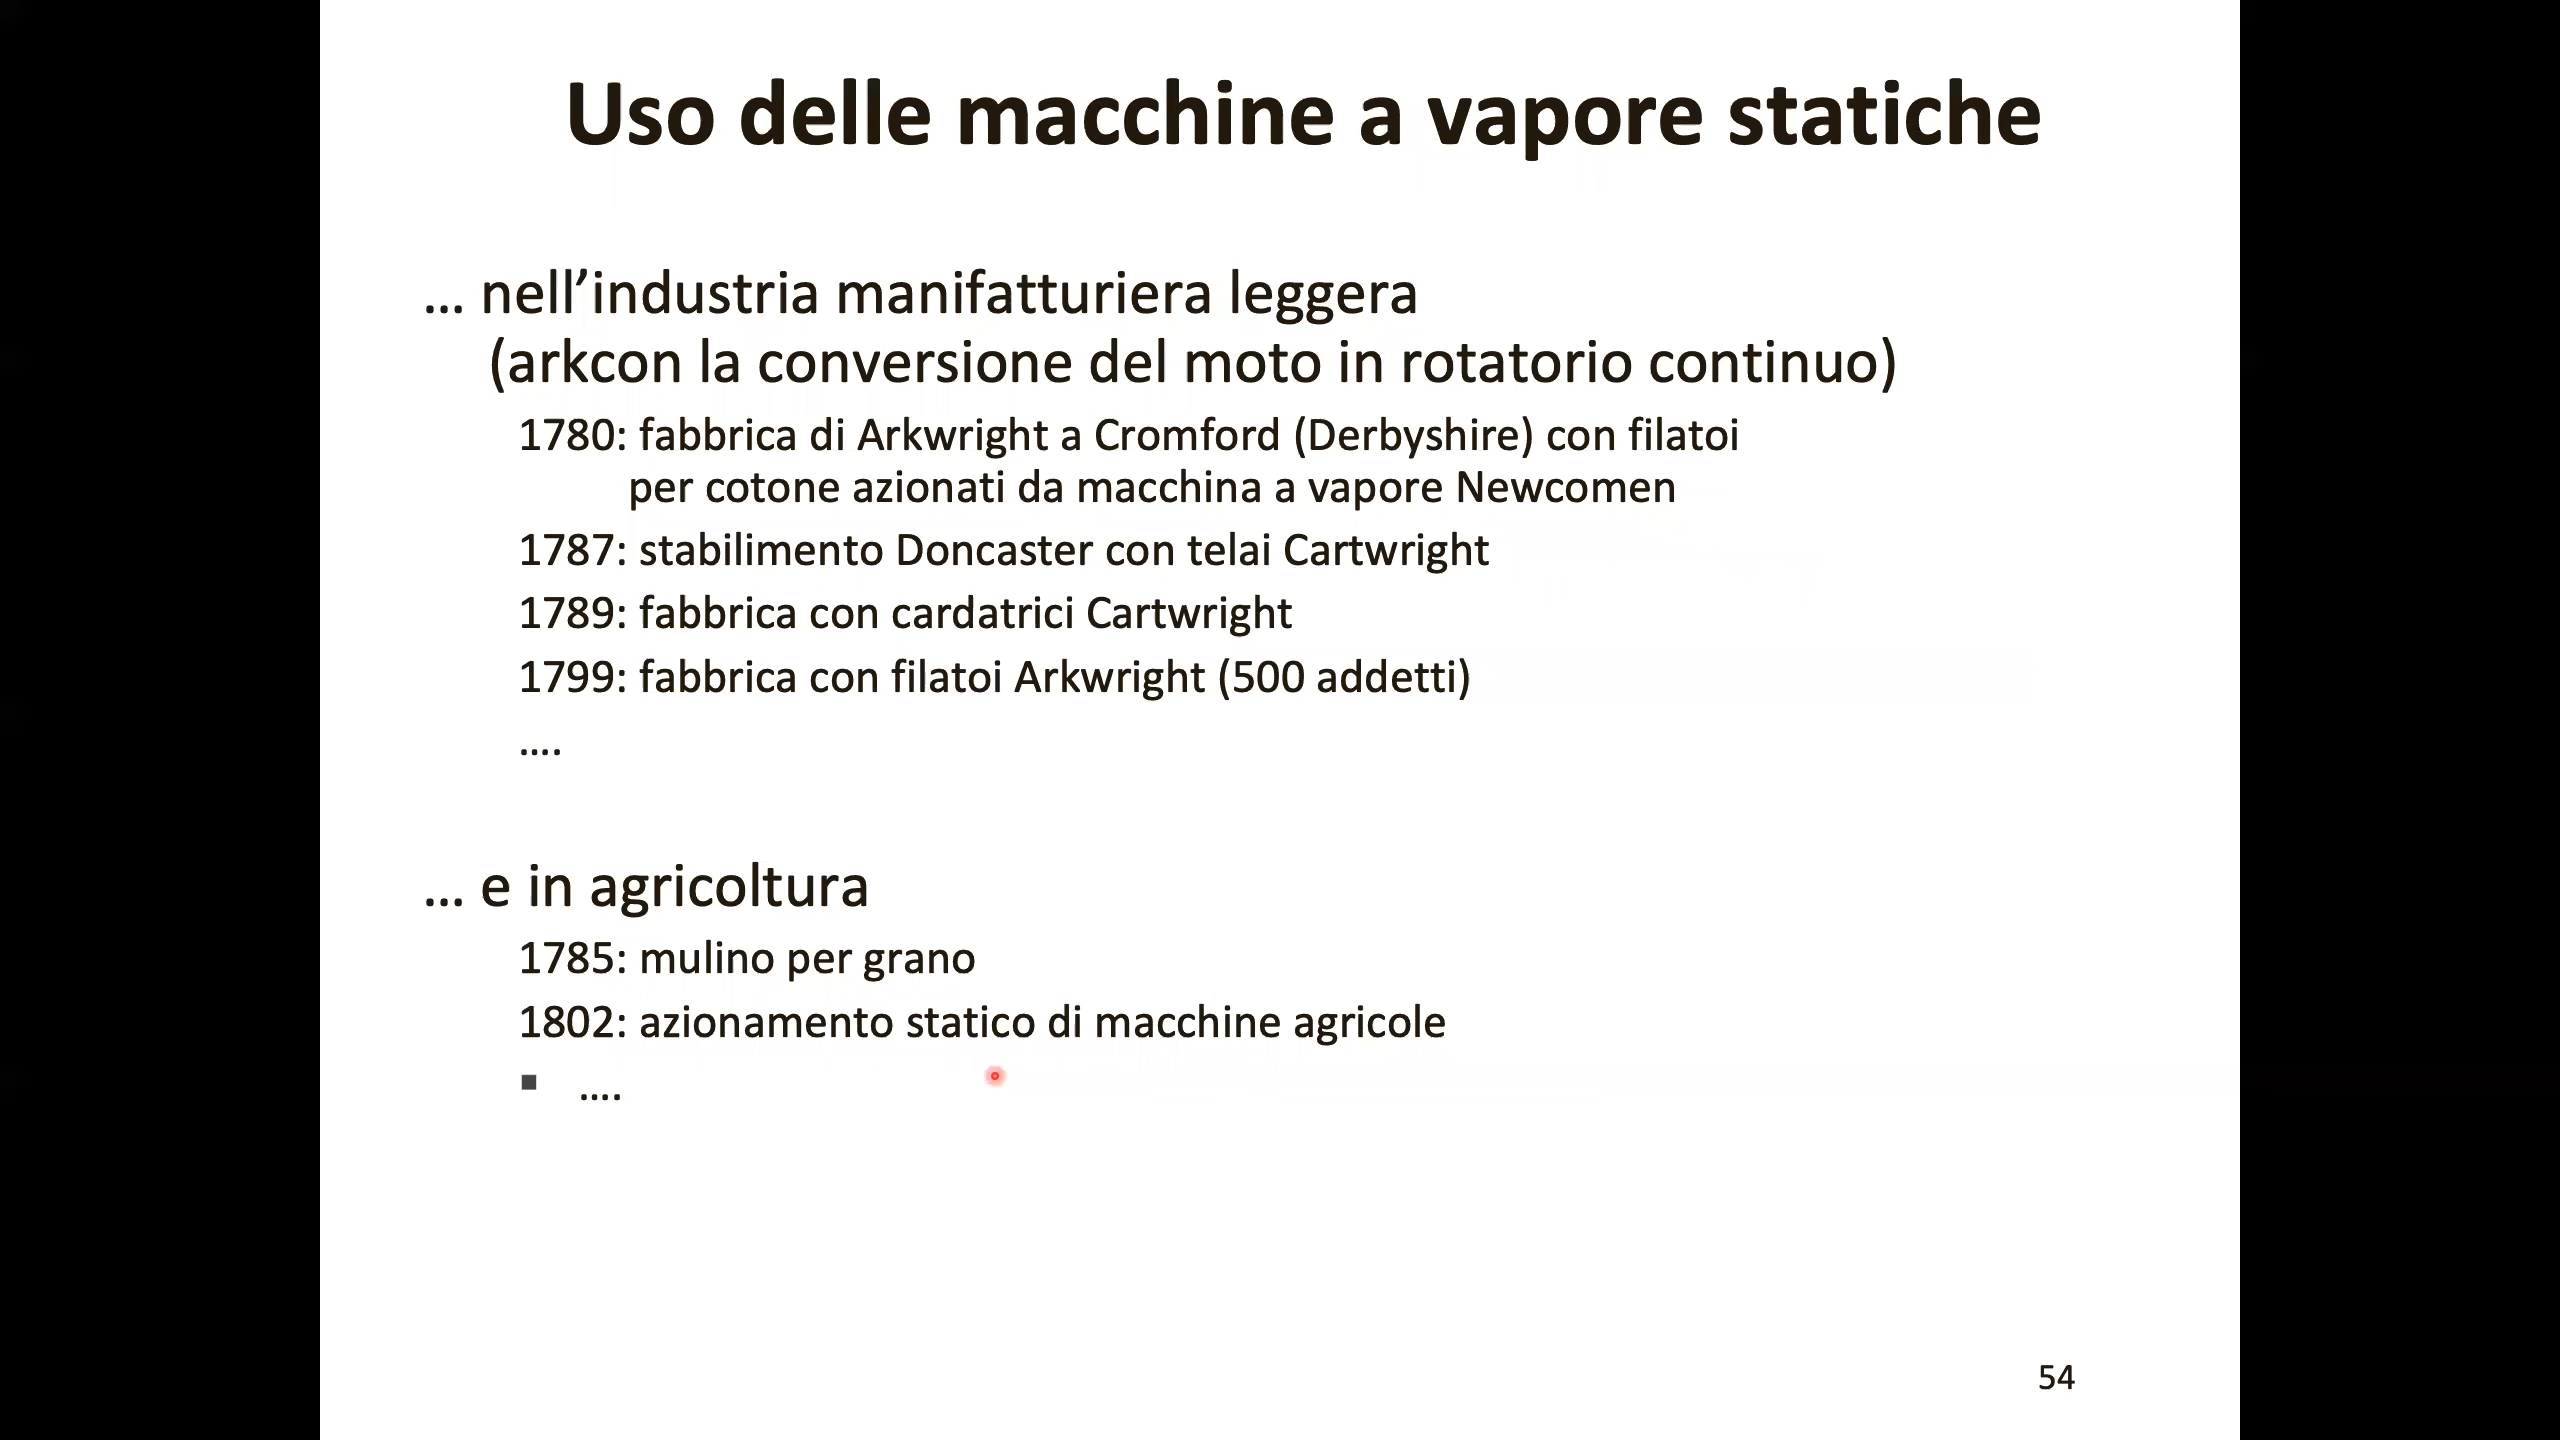 Uso delle macchine a vapore statiche
… nell’industria manifatturiera leggera
(arkcon la conversione del moto in rotatorio continuo)
1780: fabbrica di Arkwright a Cromford (Derbyshire) con filatoi
per cotone azionati da macchina a vapore Newcomen
1787: stabilimento Doncaster con telai Cartwright
1789: fabbrica con cardatrici Cartwright
1799: fabbrica con filatoi Arkwright (500 addetti)
….
… e in agricoltura
1785: mulino per grano
1802: azionamento statico di macchine agricole
▪ ….
54